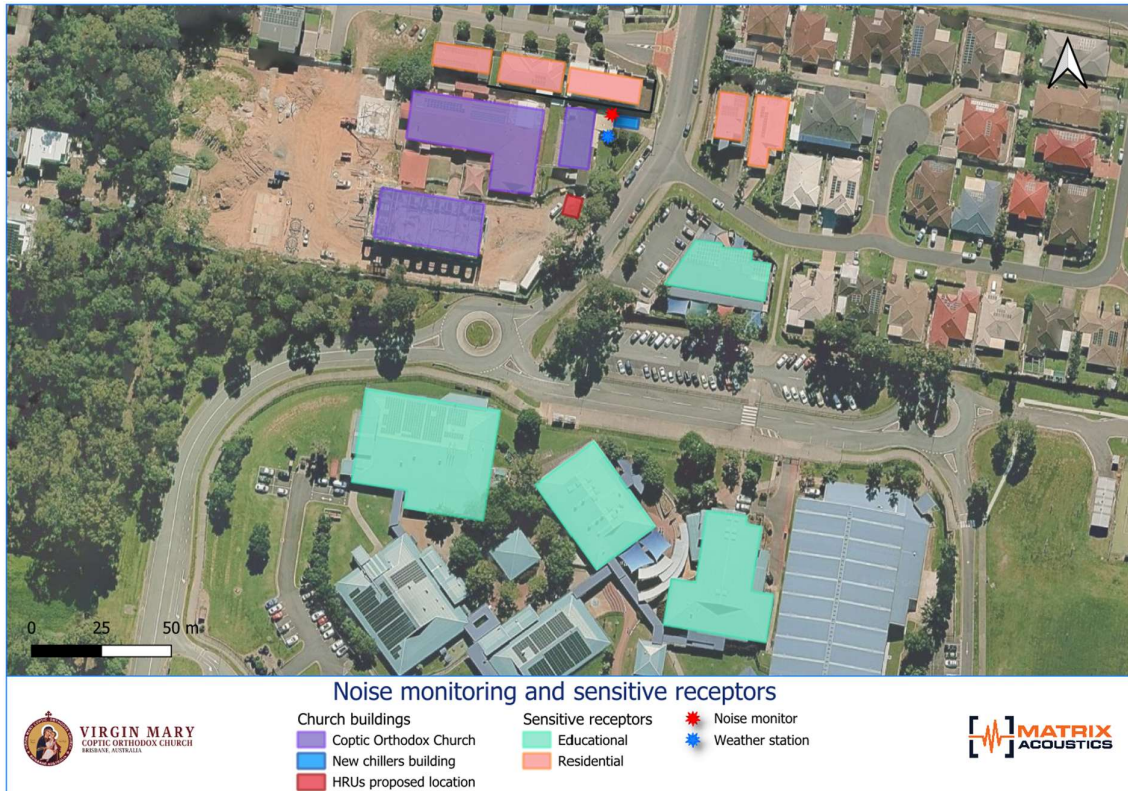 0 25 50 m
Noise monitoring and sensitive receptors
VIRGIN MARY
COPTIC ORTHODOX CHURCH
BRISBANE, AUSTRALIA
Church buildings
Coptic Orthodox Church
New chillers building
HRUs proposed location
Sensitive receptors
Educational
Residential
Noise monitor
Weather station
MATRIX
ACOUSTICS